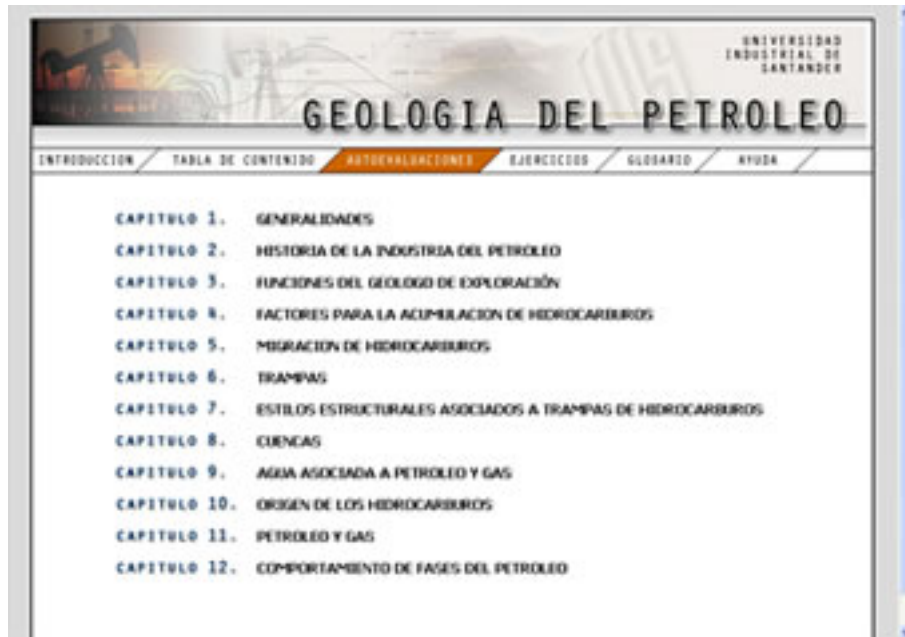 UNIVERSIDAD
INDUSTRIAL DE
SANTANDER
GEOLOGIA DEL PETROLEO
INTRODUCCION / TABLA DE CONTENIDO / AUTOEVALUACIONES / EJERCICIOS / GLOSARIO / AYUDA /
CAPITULO 1. GENERALIDADES
CAPITULO 2. HISTORIA DE LA INDUSTRIA DEL PETROLEO
CAPITULO 3. FUNCIONES DEL GEOLOGO DE EXPLORACIÓN
CAPITULO 4. FACTORES PARA LA ACUMULACION DE HIDROCARBUROS
CAPITULO 5. MIGRACION DE HIDROCARBUROS
CAPITULO 6. TRAMPAS
CAPITULO 7. ESTILOS ESTRUCTURALES ASOCIADOS A TRAMPAS DE HIDROCARBUROS
CAPITULO 8. CUENCAS
CAPITULO 9. AGUA ASOCIADA A PETROLEO Y GAS
CAPITULO 10. ORIGEN DE LOS HIDROCARBUROS
CAPITULO 11. PETROLEO Y GAS
CAPITULO 12. COMPORTAMIENTO DE FASES DEL PETROLEO